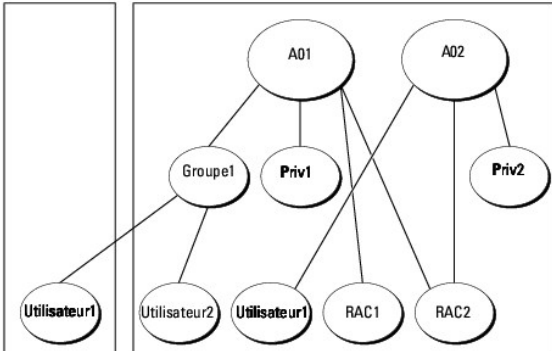 A01
A02
Groupe1
Priv1
Priv2
Utilisateur1
Utilisateur2
Utilisateur1
RAC1
RAC2